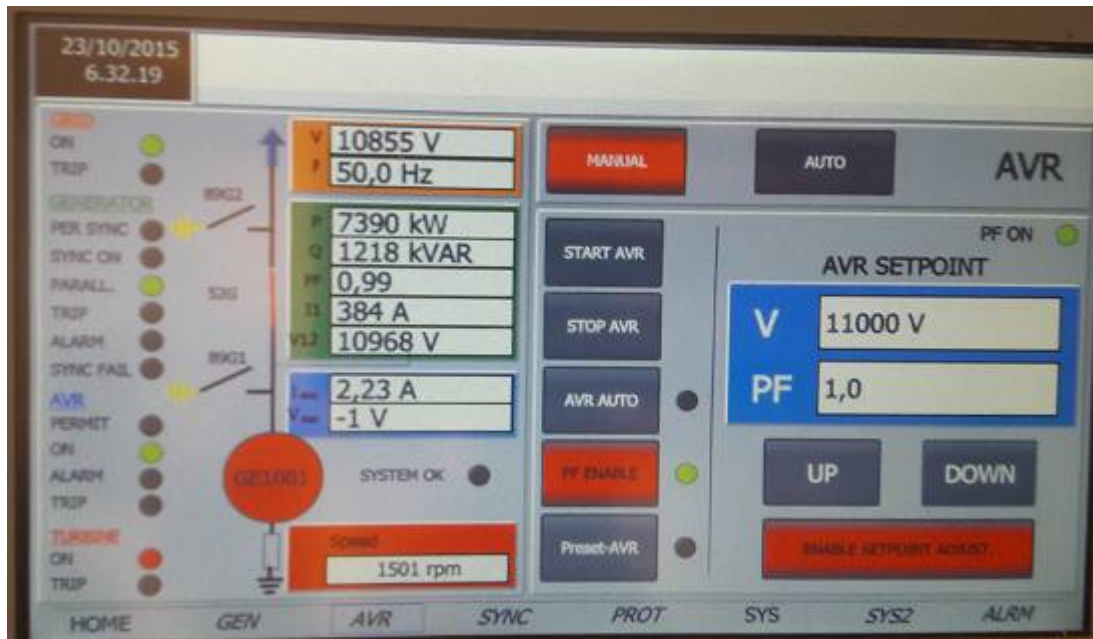 23/10/2015
6.32.19
GRID
ON
TRIP
GENERATOR
PER SYNC
SYNC ON
PARALL.
TRIP
ALARM
SYNC FAIL
AVR
PERMIT
ON
ALARM
TRIP
TURBINE
ON
TRIP
89G2
52G
89G1
GE1001
V 10855 V
F 50,0 Hz
P 7390 kW
Q 1218 kVAR
PF 0,99
I1 384 A
V12 10968 V
2,23 A
-1 V
SYSTEM OK
Speed
1501 rpm
MANUAL
AUTO
AVR
START AVR
STOP AVR
AVR AUTO
PF ENABLE
Preset-AVR
PF ON
AVR SETPOINT
V 11000 V
PF 1,0
UP
DOWN
ENABLE SETPOINT ADJUST.
HOME GEN AVR SYNC PROT SYS SYS2 ALRM